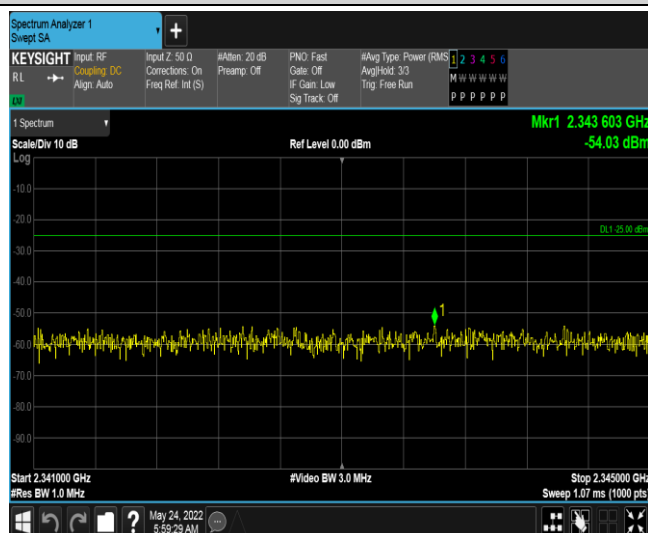 Spectrum Analyzer 1
Swept SA
KEYSIGHT
RL
Input: RF
Coupling: DC
Align: Auto
Input Z: 50 Ω
Corrections: On
Freq Ref: Int (S)
#Atten: 20 dB
Preamp: Off
PNO: Fast
Gate: Off
IF Gain: Low
Sig Track: Off
#Avg Type: Power (RMS
Avg|Hold: 3/3
Trig: Free Run
1 2 3 4 5 6
M W W W W W
P P P P P P
1 Spectrum
Scale/Div 10 dB
Ref Level 0.00 dBm
Mkr1 2.343 603 GHz
-54.03 dBm
Log
-10.0
-20.0
DL1 -25.00 dBm
-30.0
-40.0
-50.0
1
-60.0
-70.0
-80.0
-90.0
Start 2.341000 GHz
#Video BW 3.0 MHz
Stop 2.345000 GHz
#Res BW 1.0 MHz
Sweep 1.07 ms (1000 pts)
?
May 24, 2022
5:59:29 AM